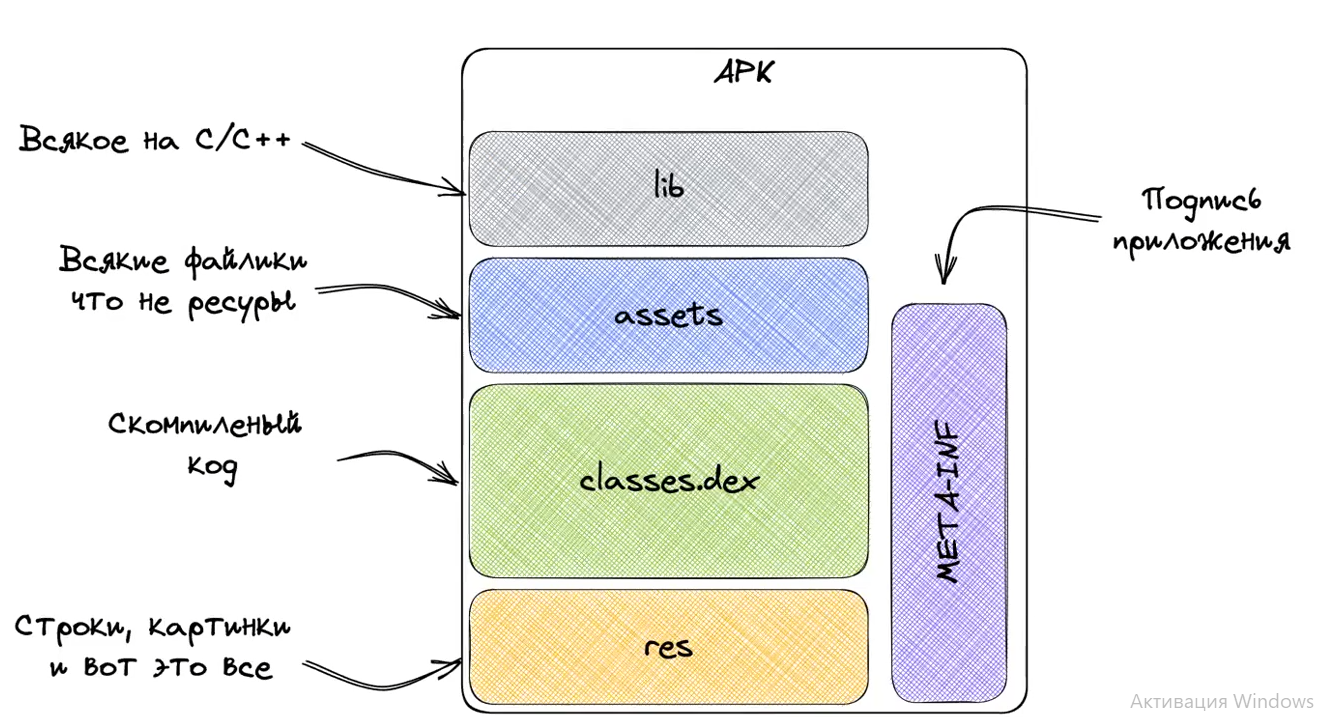 APK
Всякое на C/C++
lib
Подпись
приложения
Всякие файлики
что не ресуры
assets
Скомпиленый
код
classes.dex
META-INF
Строки, картинки
и вот это все
res
Активация Windows